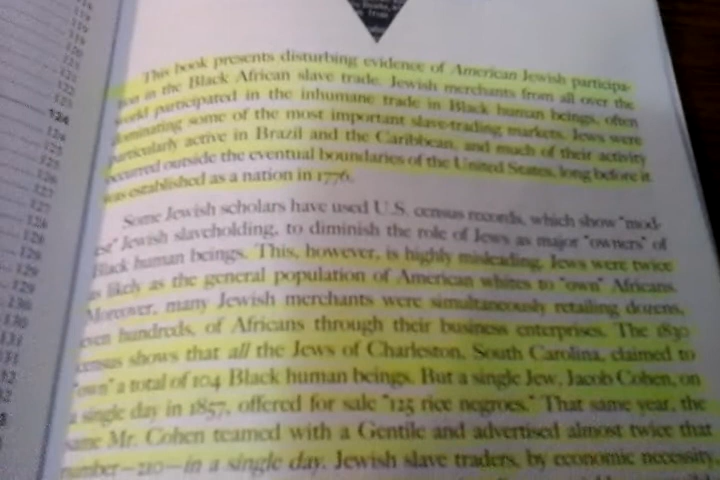 This book presents disturbing evidence of American Jewish participa-
tion in the Black African slave trade. Jewish merchants from all over the
world participated in the inhumane trade in Black human beings, often
dominating some of the most important slave-trading markets. Jews were
particularly active in Brazil and the Caribbean, and much of their activity
occurred outside the eventual boundaries of the United States, long before it
was established as a nation in 1776.
Some Jewish scholars have used U.S. census records, which show "mod-
est" Jewish slaveholding, to diminish the role of Jews as major "owners" of
Black human beings. This, however, is highly misleading. Jews were twice
as likely as the general population of American whites to "own" Africans.
Moreover, many Jewish merchants were simultaneously retailing dozens,
even hundreds, of Africans through their business enterprises. The 1830
census shows that all the Jews of Charleston, South Carolina, claimed to
"own" a total of 104 Black human beings. But a single Jew, Jacob Cohen, on
a single day in 1857, offered for sale "125 rice negroes." That same year, the
same Mr. Cohen teamed with a Gentile and advertised almost twice that
number—210—in a single day. Jewish slave traders, by economic necessity,